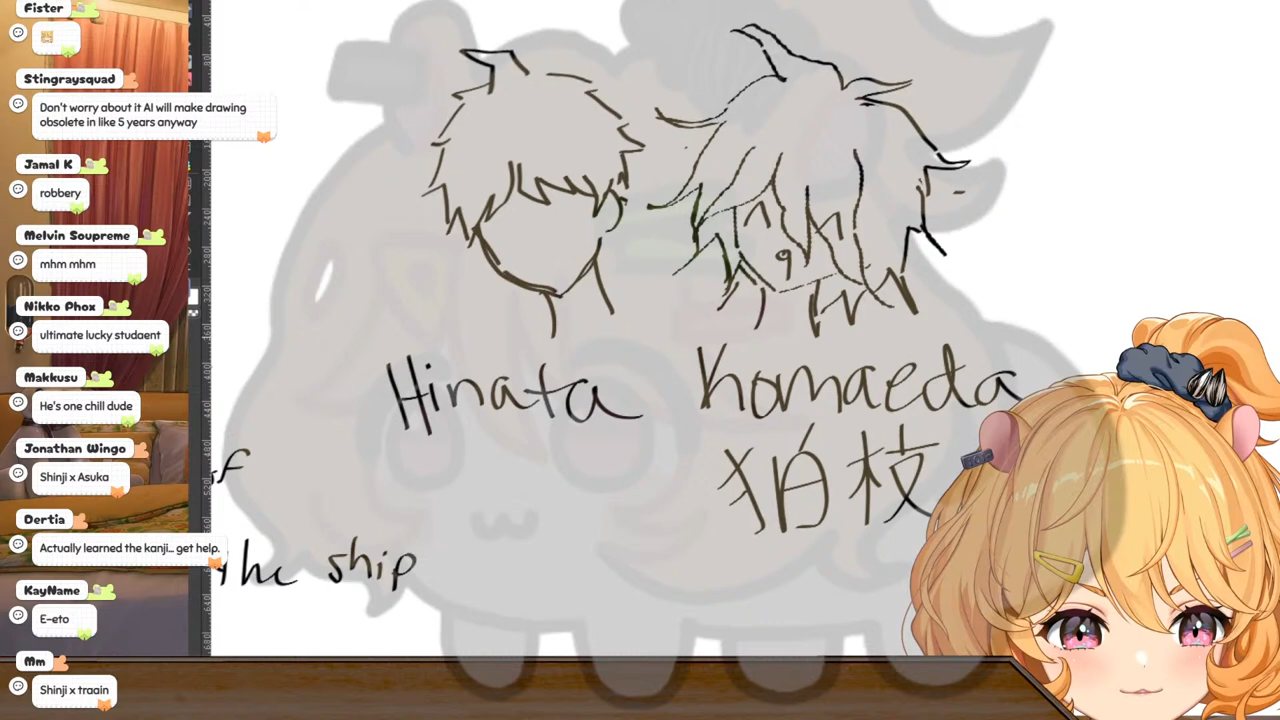 Fister
Stingraysquad
Don't worry about it AI will make drawing
obsolete in like 5 years anyway
Jamal K
robbery
Melvin Soupreme
mhm mhm
Nikko Phox
ultimate lucky studaent
Makkusu
He's one chill dude
Jonathan Wingo
Shinji x Asuka
Dertia
Actually learned the kanji... get help.
KayName
E-eto
Mm
Shinji x traain
Hinata
Komaeda
狛枝
of
the ship